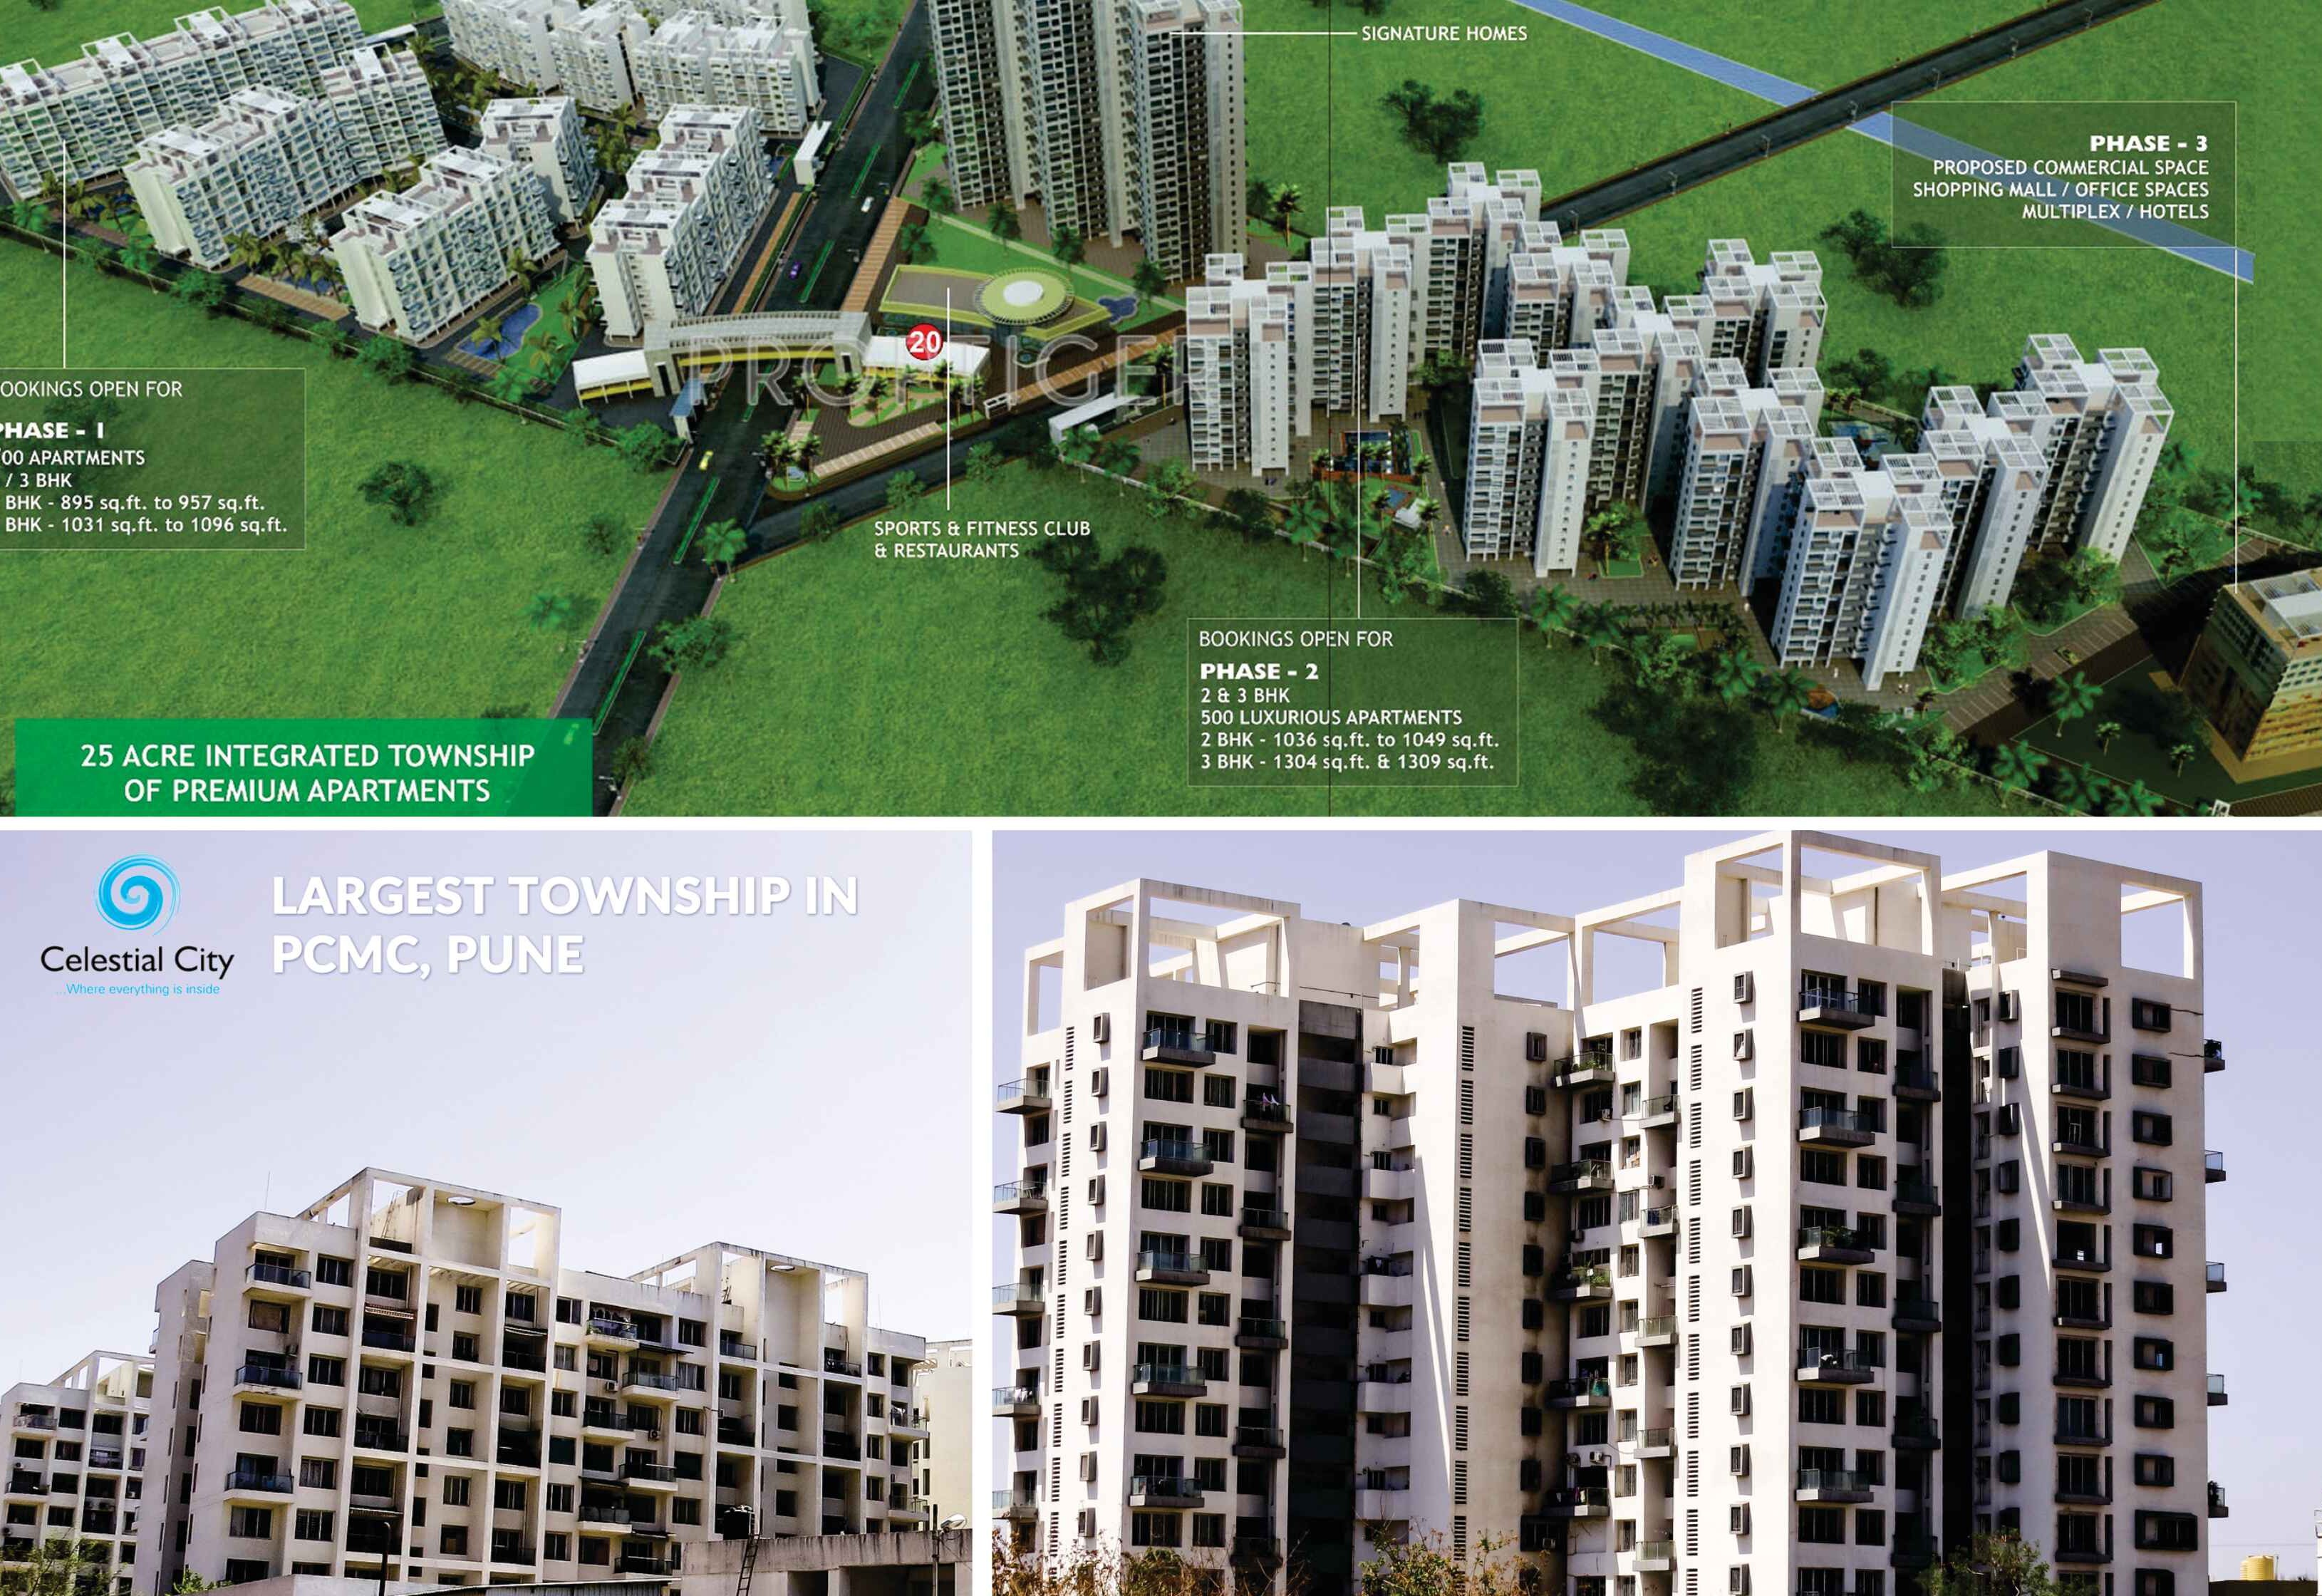 SIGNATURE HOMES
PHASE - 3
PROPOSED COMMERCIAL SPACE
SHOPPING MALL / OFFICE SPACES
MULTIPLEX / HOTELS
20
PROPTIGER
OOKINGS OPEN FOR
PHASE - I
00 APARTMENTS
/ 3 BHK
BHK - 895 sq.ft. to 957 sq.ft.
BHK - 1031 sq.ft. to 1096 sq.ft.
SPORTS & FITNESS CLUB
& RESTAURANTS
BOOKINGS OPEN FOR
PHASE - 2
2 & 3 BHK
500 LUXURIOUS APARTMENTS
2 BHK - 1036 sq.ft. to 1049 sq.ft.
3 BHK - 1304 sq.ft. & 1309 sq.ft.
25 ACRE INTEGRATED TOWNSHIP
OF PREMIUM APARTMENTS
Celestial City
...Where everything is inside
LARGEST TOWNSHIP IN
PCMC, PUNE